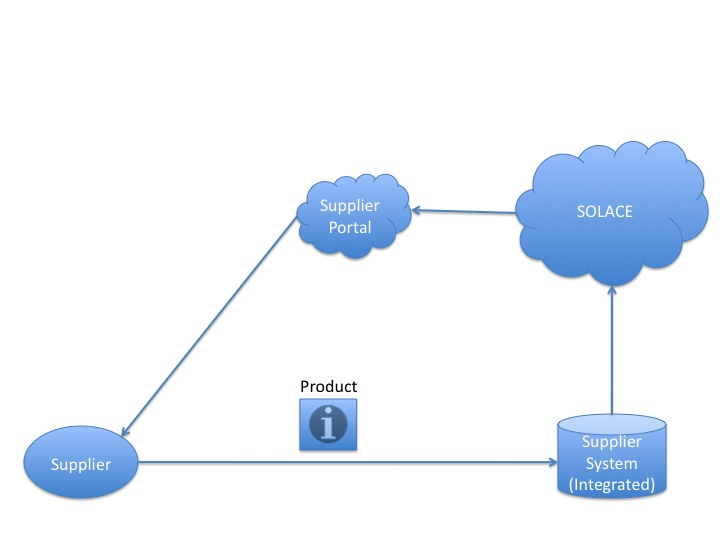 Supplier
Portal
SOLACE
Product
i
Supplier
Supplier
System
(Integrated)